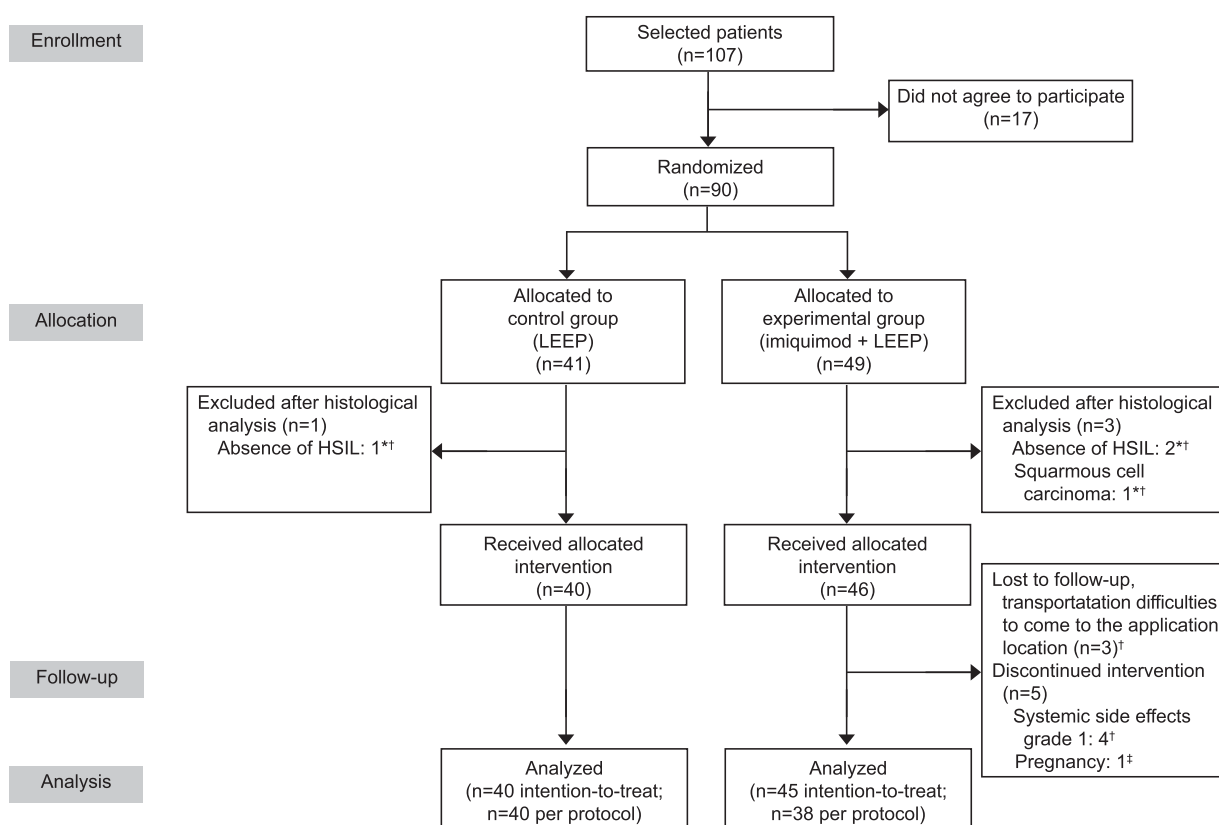 Enrollment
Selected patients
(n=107)
Did not agree to participate
(n=17)
Randomized
(n=90)
Allocation
Allocated to
control group
(LEEP)
(n=41)
Allocated to
experimental group
(imiquimod + LEEP)
(n=49)
Excluded after histological
analysis (n=1)
Absence of HSIL: 1*†
Excluded after histological
analysis (n=3)
Absence of HSIL: 2*†
Squarmous cell
carcinoma: 1*†
Received allocated
intervention
(n=40)
Received allocated
intervention
(n=46)
Lost to follow-up,
transportatation difficulties
to come to the application
location (n=3)†
Discontinued intervention
(n=5)
Systemic side effects
grade 1: 4†
Pregnancy: 1‡
Follow-up
Analysis
Analyzed
(n=40 intention-to-treat;
n=40 per protocol)
Analyzed
(n=45 intention-to-treat;
n=38 per protocol)